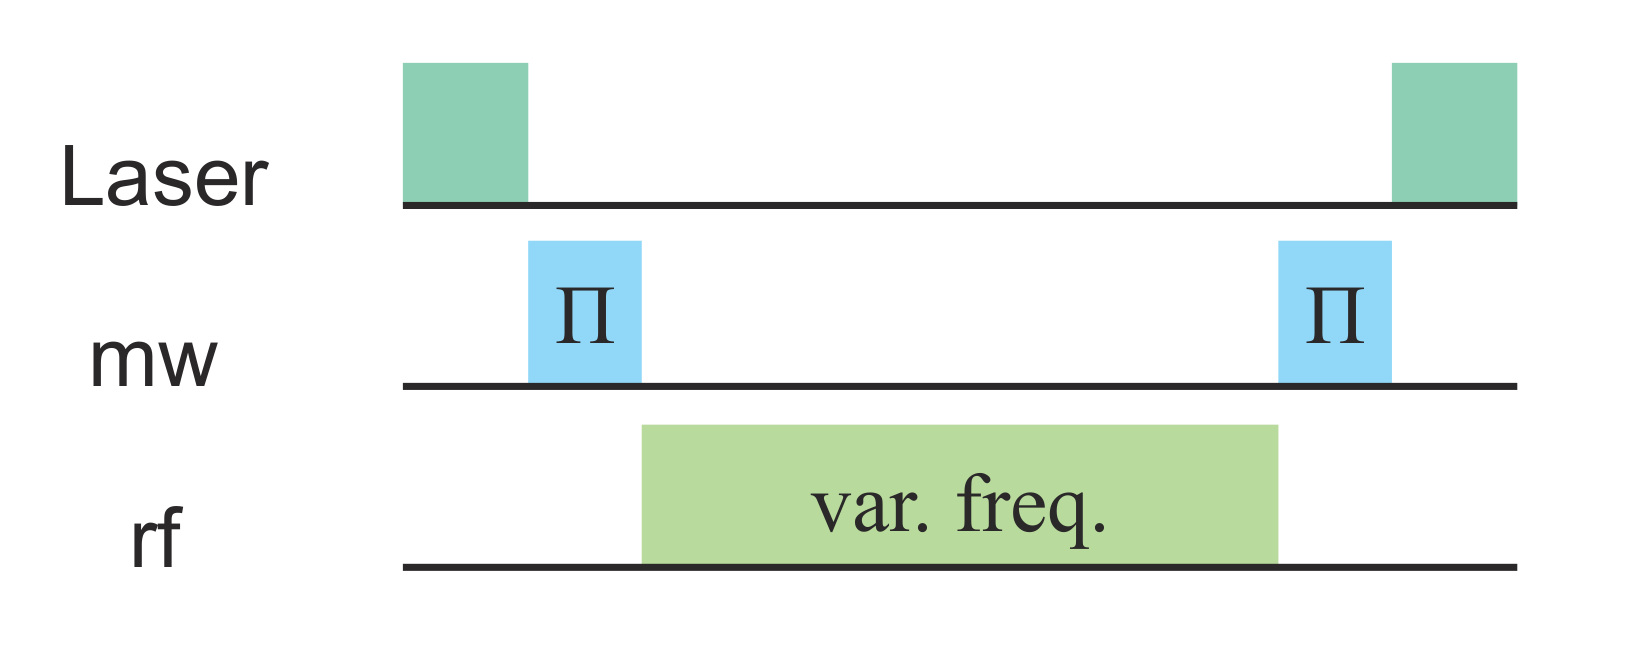 Laser
mw
Π Π
rf
var. freq.